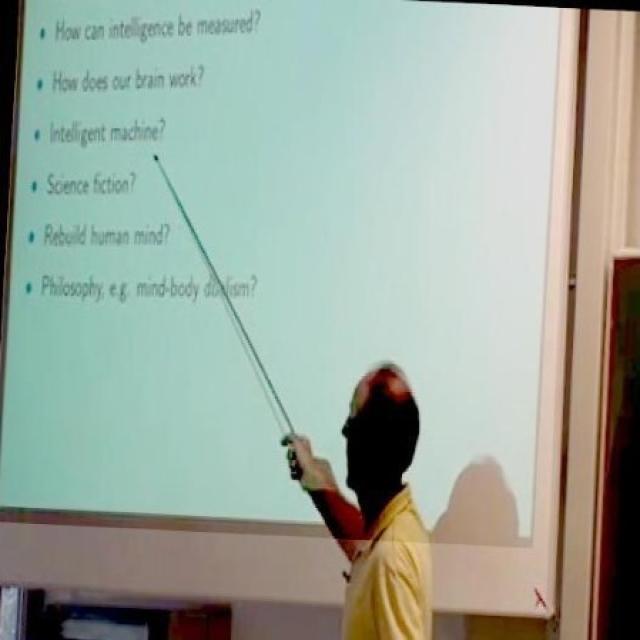 • How can intelligence be measured?
• How does our brain work?
• Intelligent machine?
• Science fiction?
• Rebuild human mind?
• Philosophy, e.g. mind-body dualism?